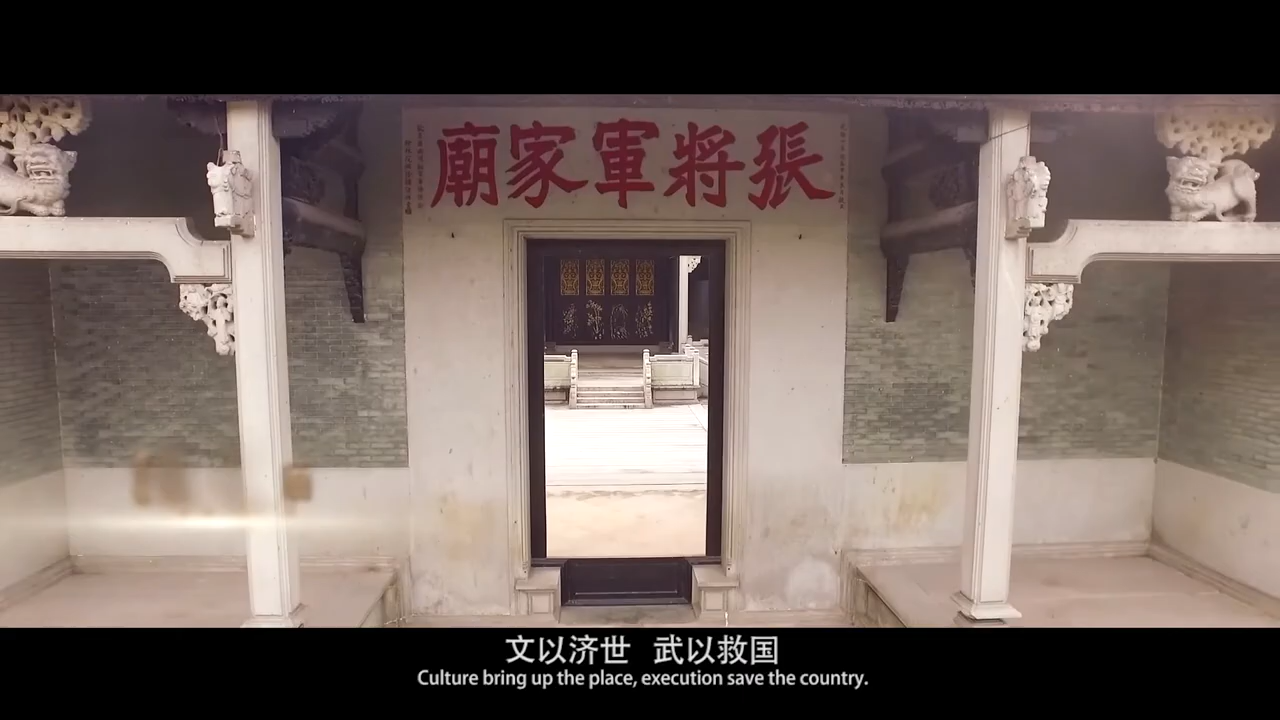 張將軍家廟
文以济世 武以救国
Culture bring up the place, execution save the country.